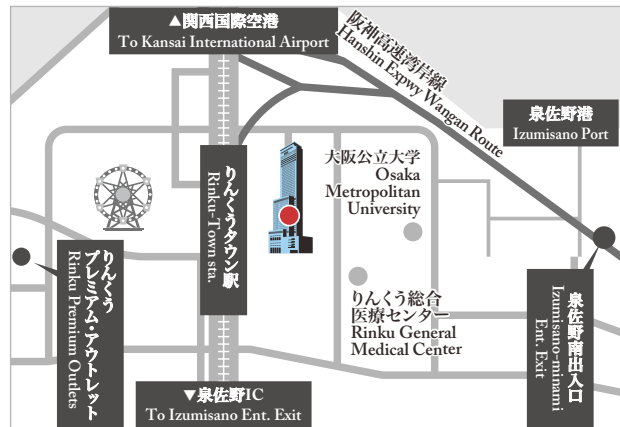 ▲関西国際空港
To Kansai International Airport
阪神高速湾岸線
Hanshin Expwy Wangan Route
泉佐野港
Izumisano Port
大阪公立大学
Osaka
Metropolitan
University
りんくうタウン駅
Rinku-Town sta.
りんくう
プレミアム・アウトレット
Rinku Premium Outlets
りんくう総合
医療センター
Rinku General
Medical Center
泉佐野南出入口
Izumisano-minami
Ent. Exit
▼泉佐野IC
To Izumisano Ent. Exit